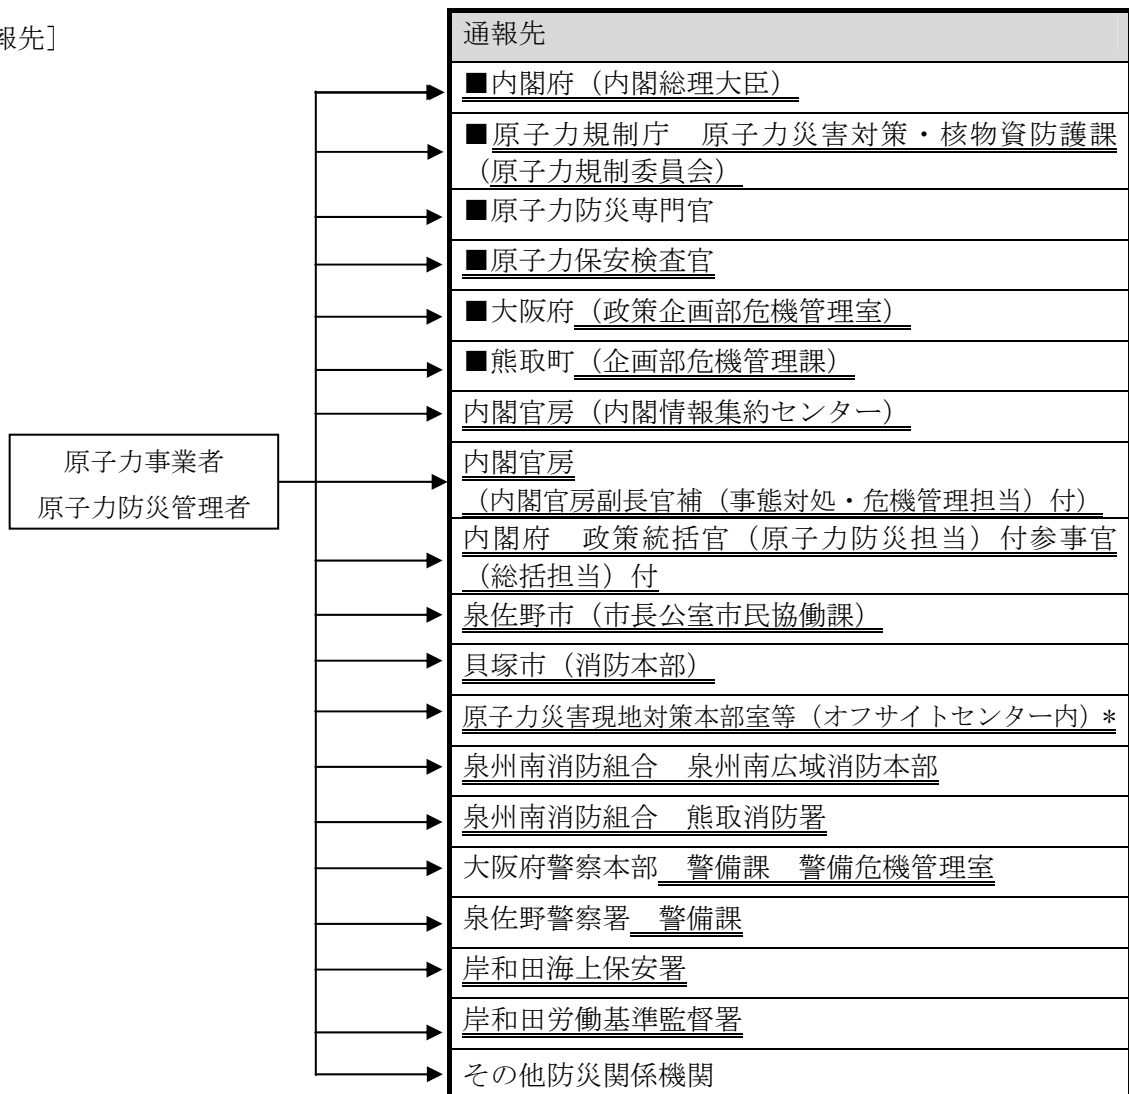 報先］
通報先
■内閣府（内閣総理大臣）
■原子力規制庁　原子力災害対策・核物資防護課
（原子力規制委員会）
■原子力防災専門官
■原子力保安検査官
■大阪府（政策企画部危機管理室）
■熊取町（企画部危機管理課）
内閣官房（内閣情報集約センター）
原子力事業者
原子力防災管理者
内閣官房
（内閣官房副長官補（事態対処・危機管理担当）付）
内閣府　政策統括官（原子力防災担当）付参事官
（総括担当）付
泉佐野市（市長公室市民協働課）
貝塚市（消防本部）
原子力災害現地対策本部室等（オフサイトセンター内）*
泉州南消防組合　泉州南広域消防本部
泉州南消防組合　熊取消防署
大阪府警察本部　警備課　警備危機管理室
泉佐野警察署　警備課
岸和田海上保安署
岸和田労働基準監督署
その他防災関係機関